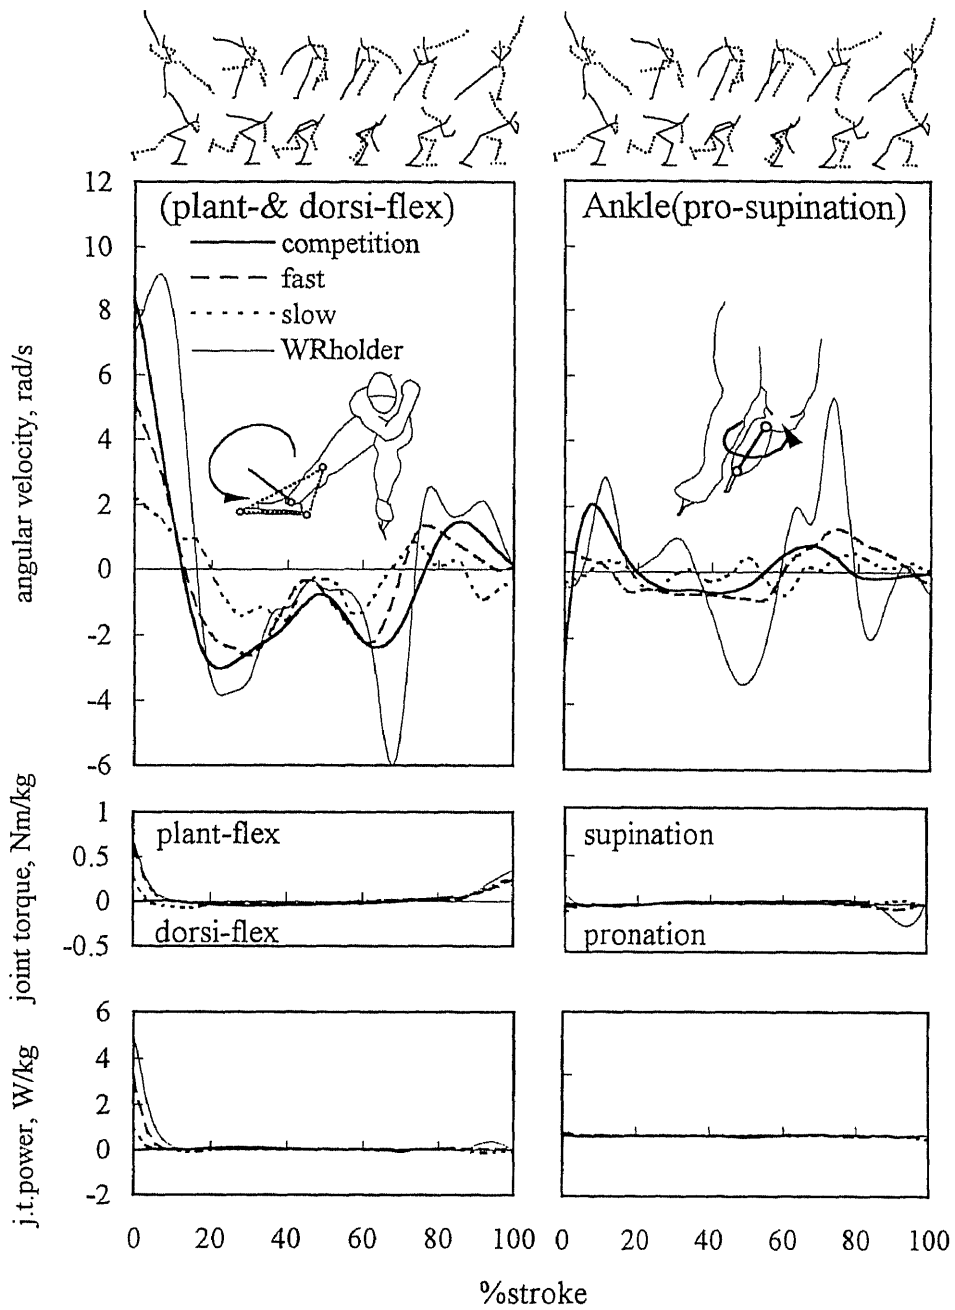 12
10
8
6
4
2
0
-2
-4
-6
angular velocity, rad/s
(plant-& dorsi-flex)
competition
fast
slow
WRholder
Ankle(pro-supination)
1
0.5
0
-0.5
joint torque, Nm/kg
plant-flex
dorsi-flex
supination
pronation
6
4
2
0
-2
j.t.power, W/kg
0 20 40 60 80 100
0 20 40 60 80 100
%stroke